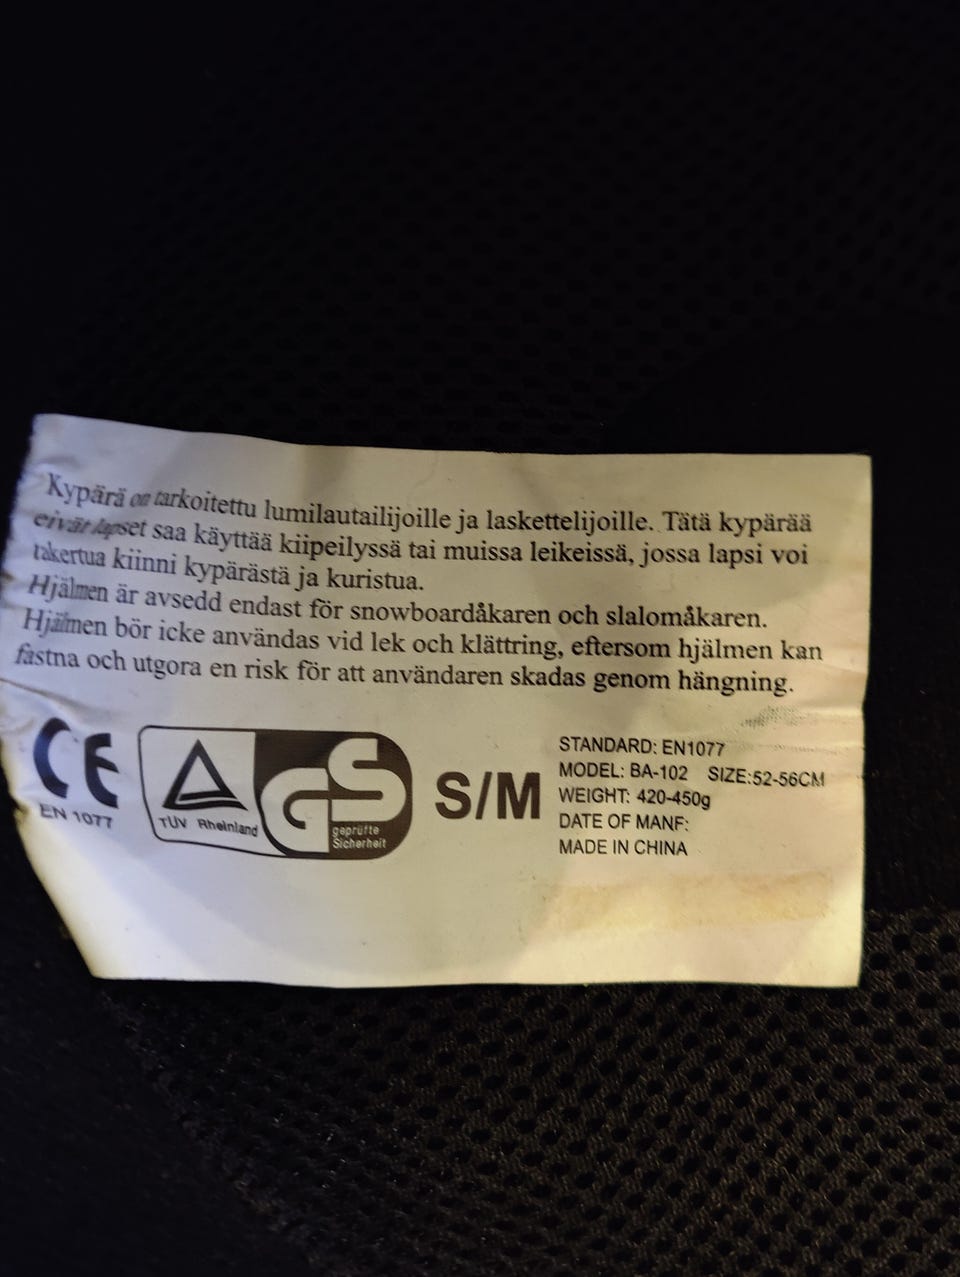 Kypärä on tarkoitettu lumilautailijoille ja laskettelijoille. Tätä kypärää
eivät lapset saa käyttää kiipeilyssä tai muissa leikeissä, jossa lapsi voi
takertua kiinni kypärästä ja kuristua.
Hjälmen är avsedd endast för snowboardåkaren och slalomåkaren.
Hjälmen bör icke användas vid lek och klättring, eftersom hjälmen kan
fastna och utgora en risk för att användaren skadas genom hängning.
CE
EN 1077
TÜV Rheinland
GS
geprüfte
Sicherheit
S/M
STANDARD: EN1077
MODEL: BA-102 SIZE:52-56CM
WEIGHT: 420-450g
DATE OF MANF:
MADE IN CHINA